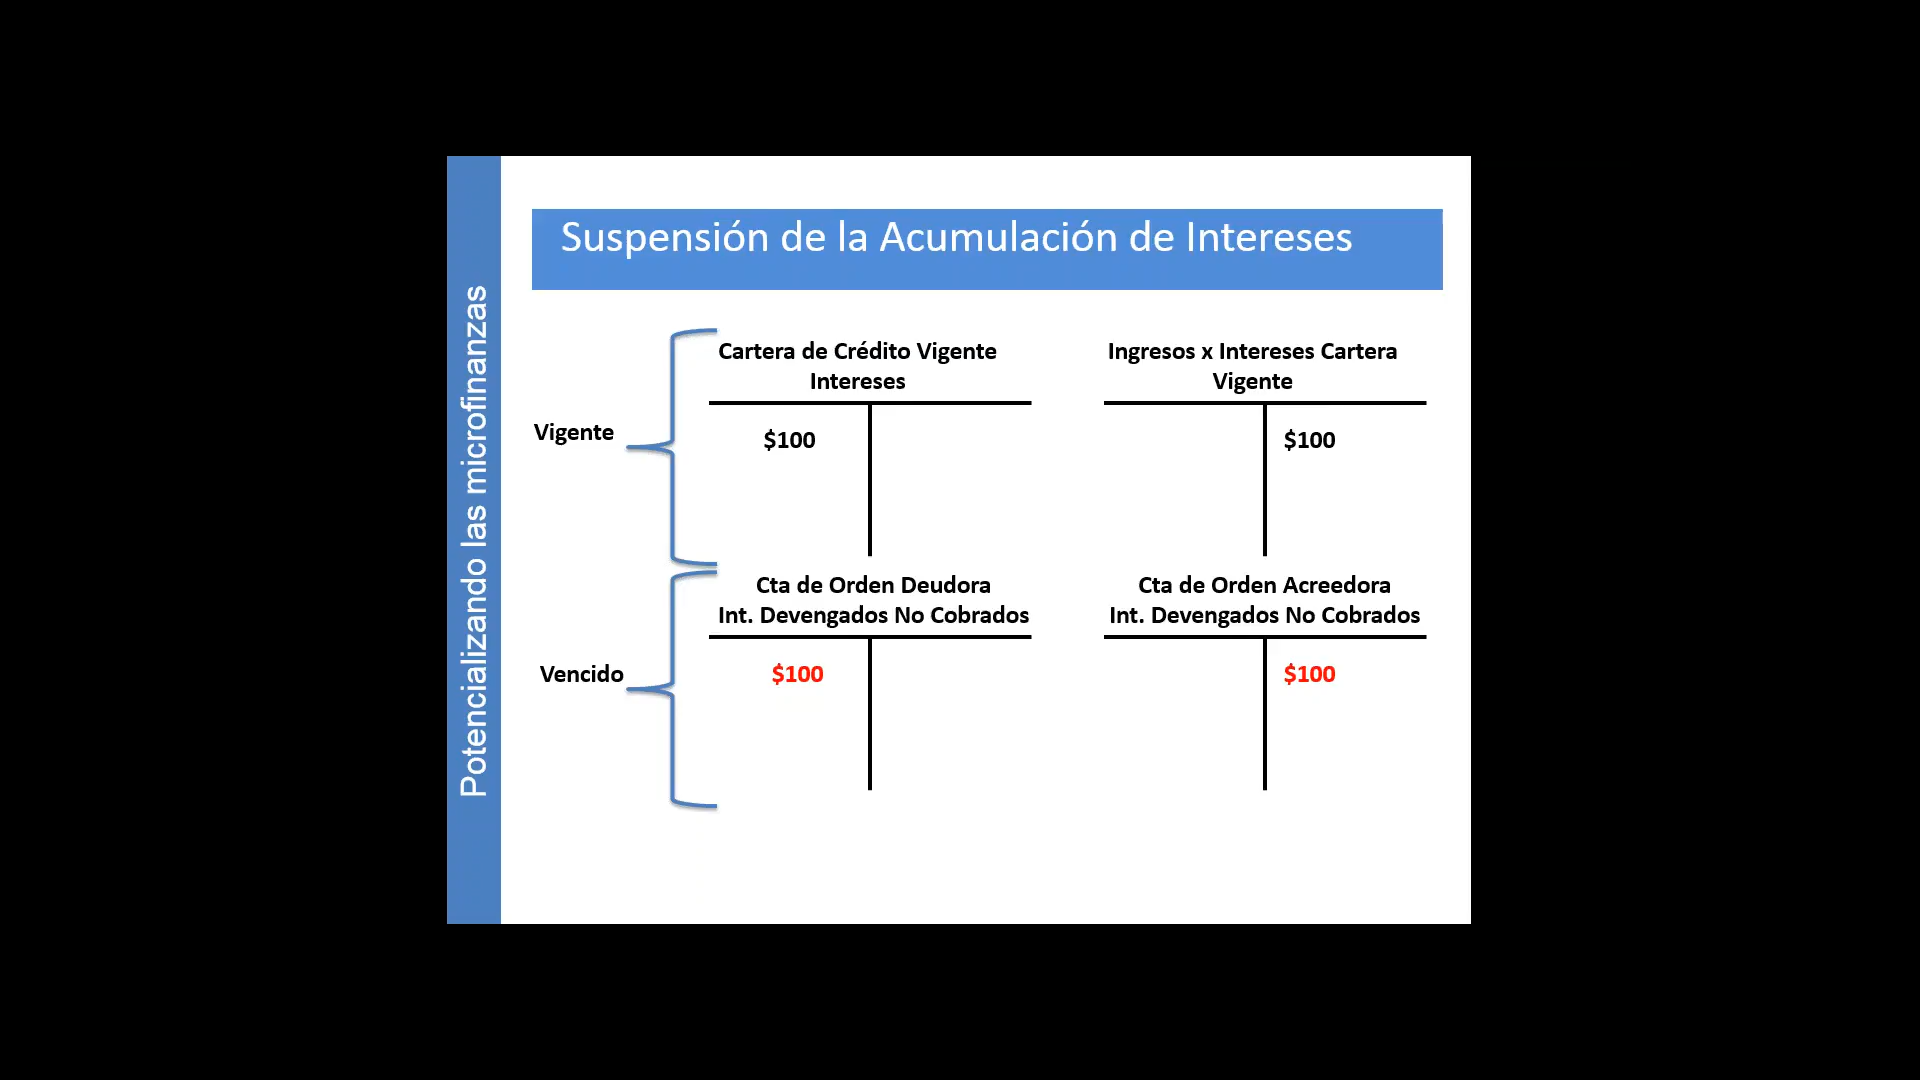 Potencializando las microfinanzas
Suspensión de la Acumulación de Intereses
Vigente
Cartera de Crédito Vigente
Intereses
$100
Ingresos x Intereses Cartera
Vigente
$100
Vencido
Cta de Orden Deudora
Int. Devengados No Cobrados
$100
Cta de Orden Acreedora
Int. Devengados No Cobrados
$100